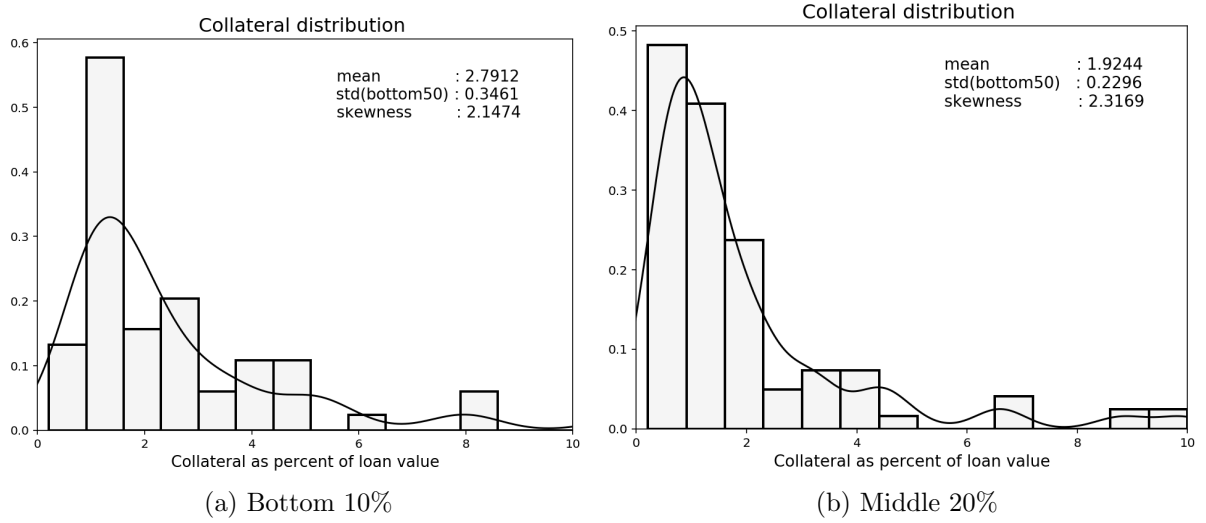 Collateral distribution
0.6
0.5
0.4
0.3
0.2
0.1
0.0
mean : 2.7912
std(bottom50) : 0.3461
skewness : 2.1474
0 2 4 6 8 10
Collateral as percent of loan value
(a) Bottom 10%
Collateral distribution
0.5
0.4
0.3
0.2
0.1
0.0
mean : 1.9244
std(bottom50) : 0.2296
skewness : 2.3169
0 2 4 6 8 10
Collateral as percent of loan value
(b) Middle 20%